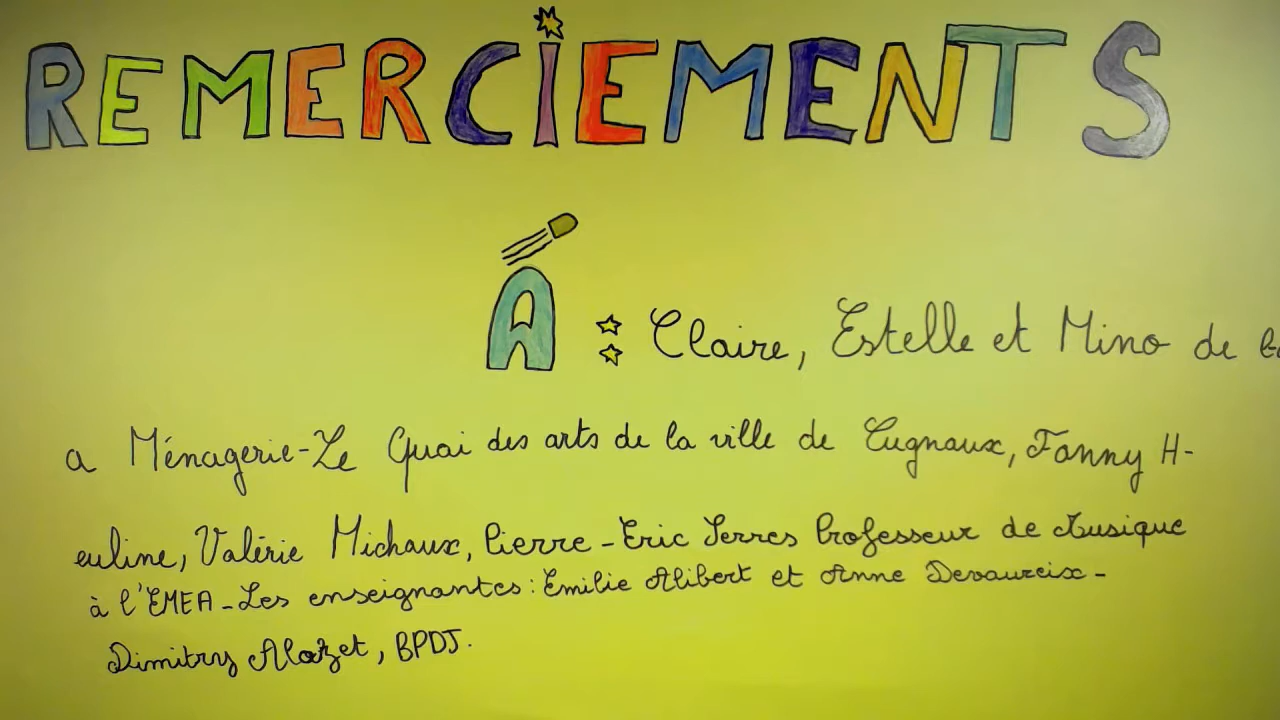 REMERCIEMENTS
À : Claire, Estelle et Mino de la
a Ménagerie-Le Quai des arts de la ville de Cugnaux, Fanny H-
euline, Valérie Michaux, Pierre-Eric Serres Professeur de Musique
à l'EMEA-Les enseignantes: Emilie Alibert et Anne Devaureix-
Dimitry Alazet, BPDJ.